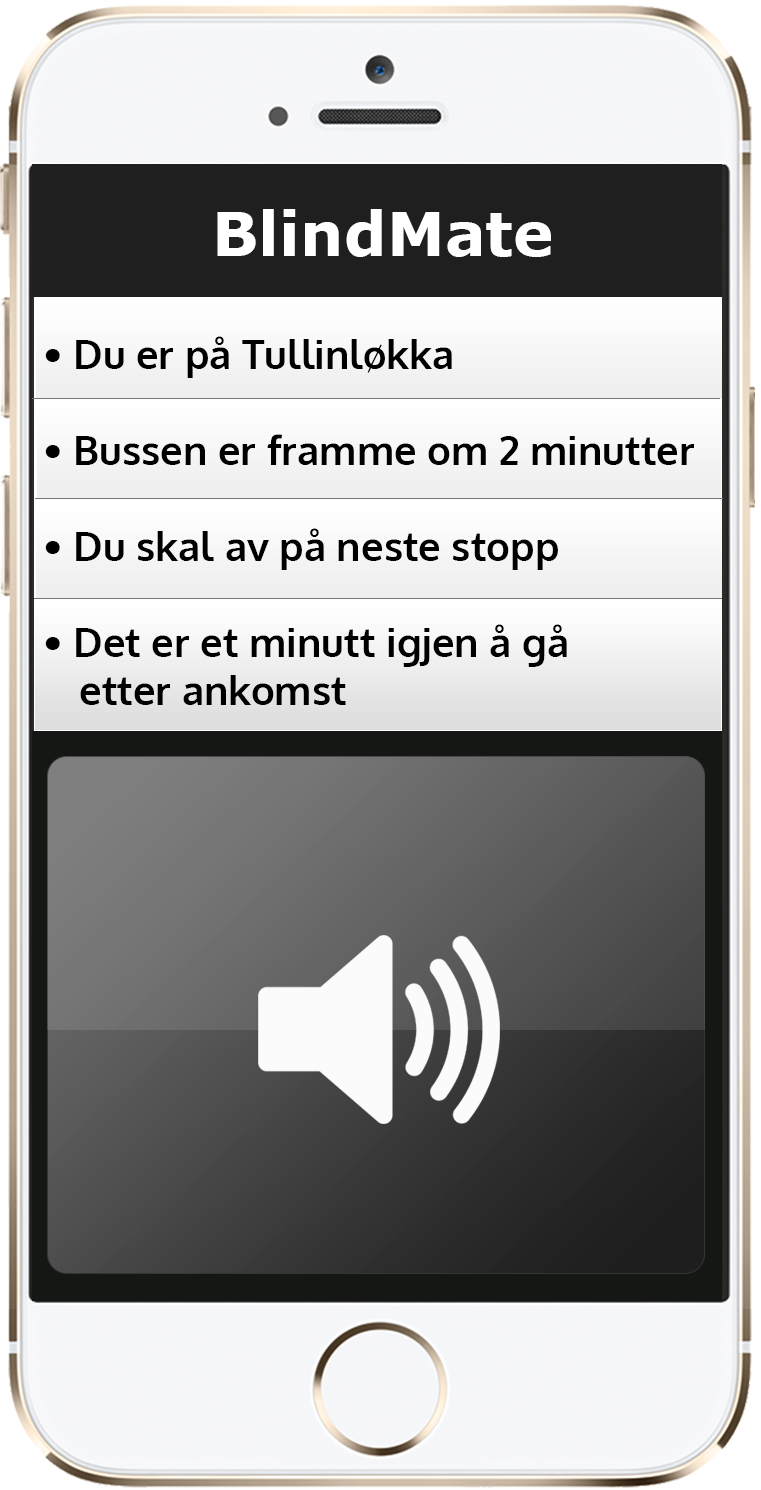 BlindMate
• Du er på Tullinløkka
• Bussen er framme om 2 minutter
• Du skal av på neste stopp
• Det er et minutt igjen å gå
etter ankomst